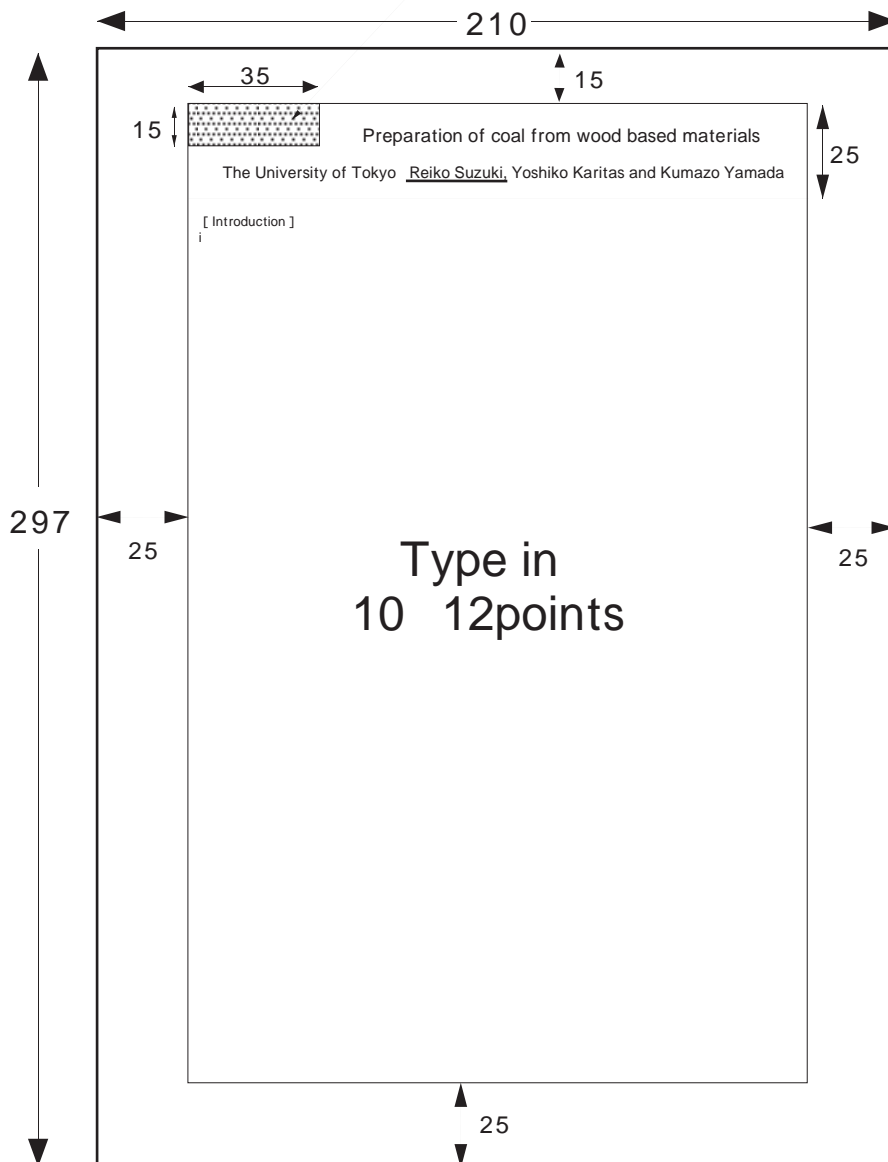 210
35
15
15
Preparation of coal from wood based materials
25
The University of Tokyo Reiko Suzuki, Yoshiko Karitas and Kumazo Yamada
[ Introduction ]
i
297
25
25
Type in
10 12points
25